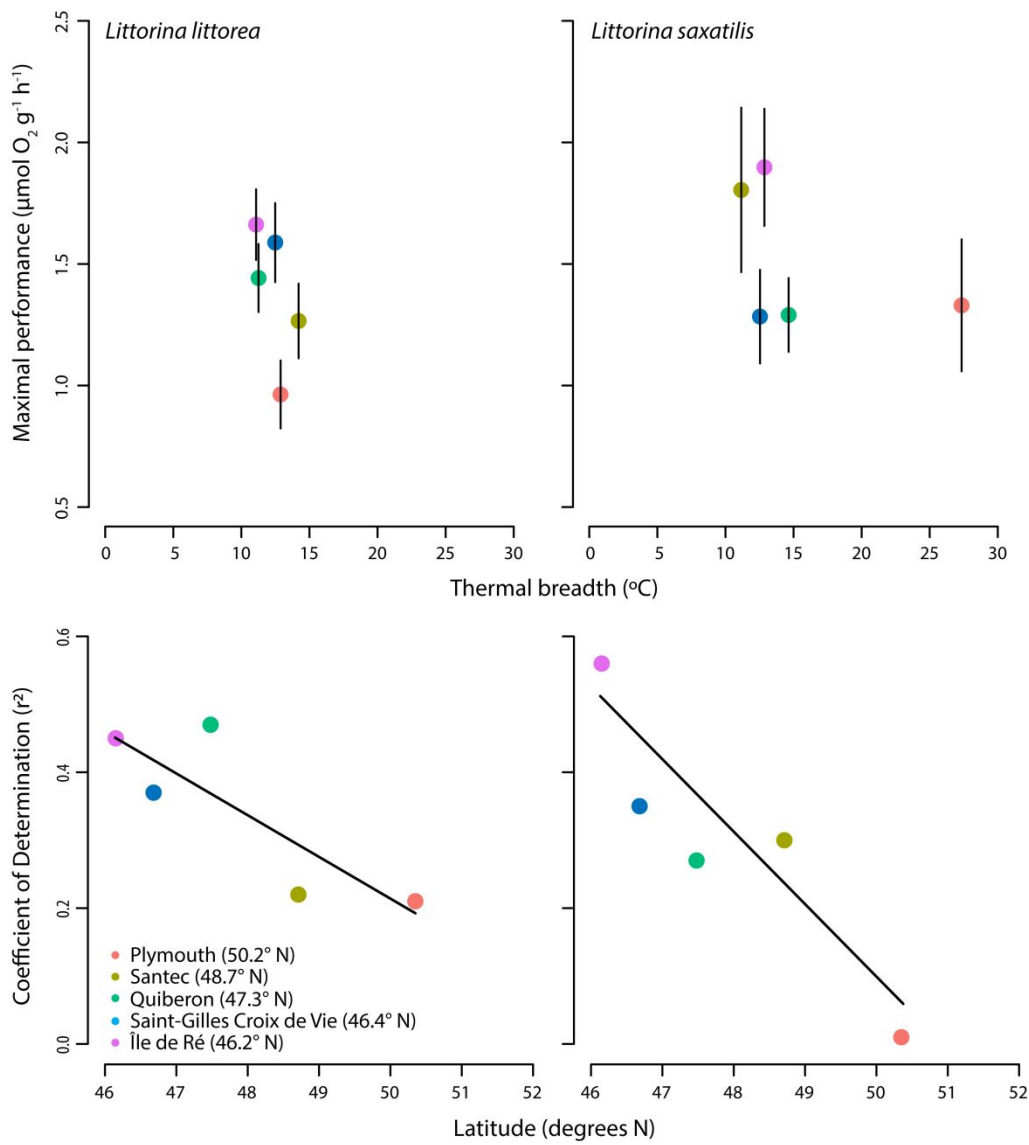 Littorina littorea
Littorina saxatilis
Maximal performance (µmol O₂ g⁻¹ h⁻¹)
2.5
2.0
1.5
1.0
0.5
0 5 10 15 20 25 30
0 5 10 15 20 25 30
Thermal breadth (ºC)
Coefficient of Determination (r²)
0.6
0.4
0.2
0.0
Plymouth (50.2° N)
Santec (48.7° N)
Quiberon (47.3° N)
Saint-Gilles Croix de Vie (46.4° N)
Île de Ré (46.2° N)
46 47 48 49 50 51 52
46 47 48 49 50 51 52
Latitude (degrees N)